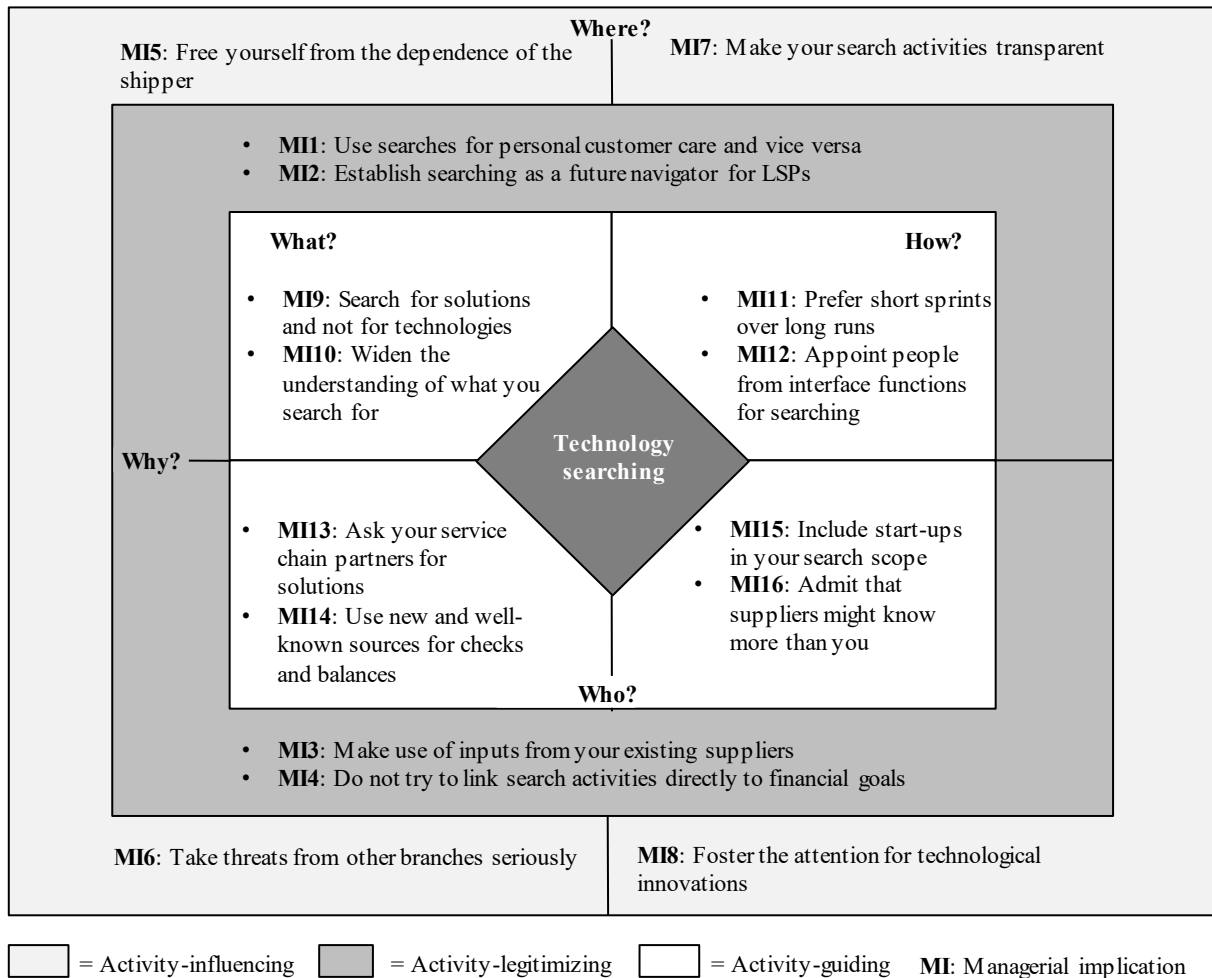 Where?
MI5: Free yourself from the dependence of the
shipper
MI7: Make your search activities transparent
• MI1: Use searches for personal customer care and vice versa
• MI2: Establish searching as a future navigator for LSPs
What?
• MI9: Search for solutions
and not for technologies
• MI10: Widen the
understanding of what you
search for
How?
• MI11: Prefer short sprints
over long runs
• MI12: Appoint people
from interface functions
for searching
Why?
Technology
searching
• MI13: Ask your service
chain partners for
solutions
• MI14: Use new and well-
known sources for checks
and balances
• MI15: Include start-ups
in your search scope
• MI16: Admit that
suppliers might know
more than you
Who?
• MI3: Make use of inputs from your existing suppliers
• MI4: Do not try to link search activities directly to financial goals
MI6: Take threats from other branches seriously
MI8: Foster the attention for technological
innovations
= Activity-influencing
= Activity-legitimizing
= Activity-guiding
MI: Managerial implication